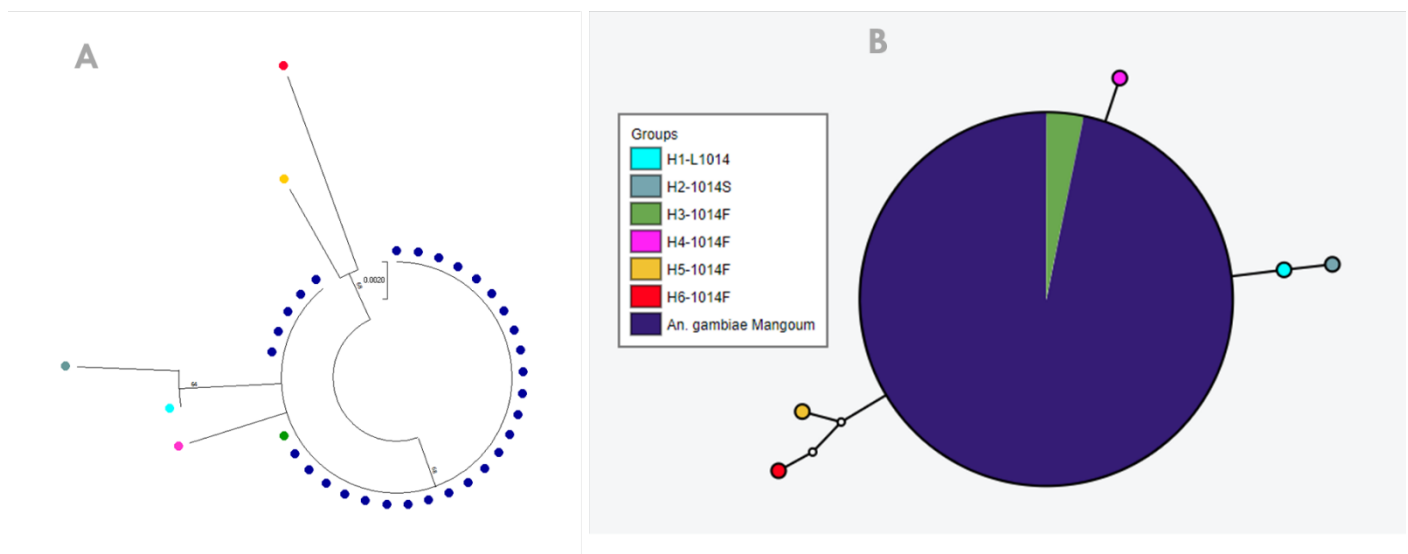 A
0.0020
B
Groups
H1-L1014
H2-1014S
H3-1014F
H4-1014F
H5-1014F
H6-1014F
An. gambiae Mangoum